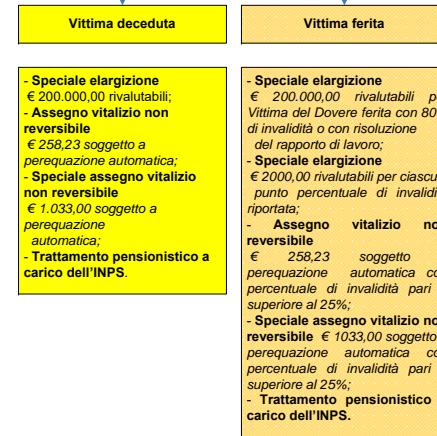 Vittima deceduta
- Speciale elargizione
€ 200.000,00 rivalutabili;
- Assegno vitalizio non
reversibile
€ 258,23 soggetto a
perequazione automatica;
- Speciale assegno vitalizio
non reversibile
€ 1.033,00 soggetto a
perequazione
automatica;
- Trattamento pensionistico a
carico dell'INPS.
Vittima ferita
- Speciale elargizione
€ 200.000,00 rivalutabili
Vittima del Dovere ferita con 80
di invalidità o con risoluzione
del rapporto di lavoro;
- Speciale elargizione
€ 2000,00 rivalutabili per
punto percentuale di
riportata;
- Assegno vitalizio
reversibile
€ 258,23 soggetto
perequazione automatica
percentuale di invalidità pari
superiore al 25%;
- Speciale assegno vitalizio
reversibile € 1033,00 soggetto
perequazione automatica
percentuale di invalidità pari
superiore al 25%;
- Trattamento pensionistico
carico dell'INPS.